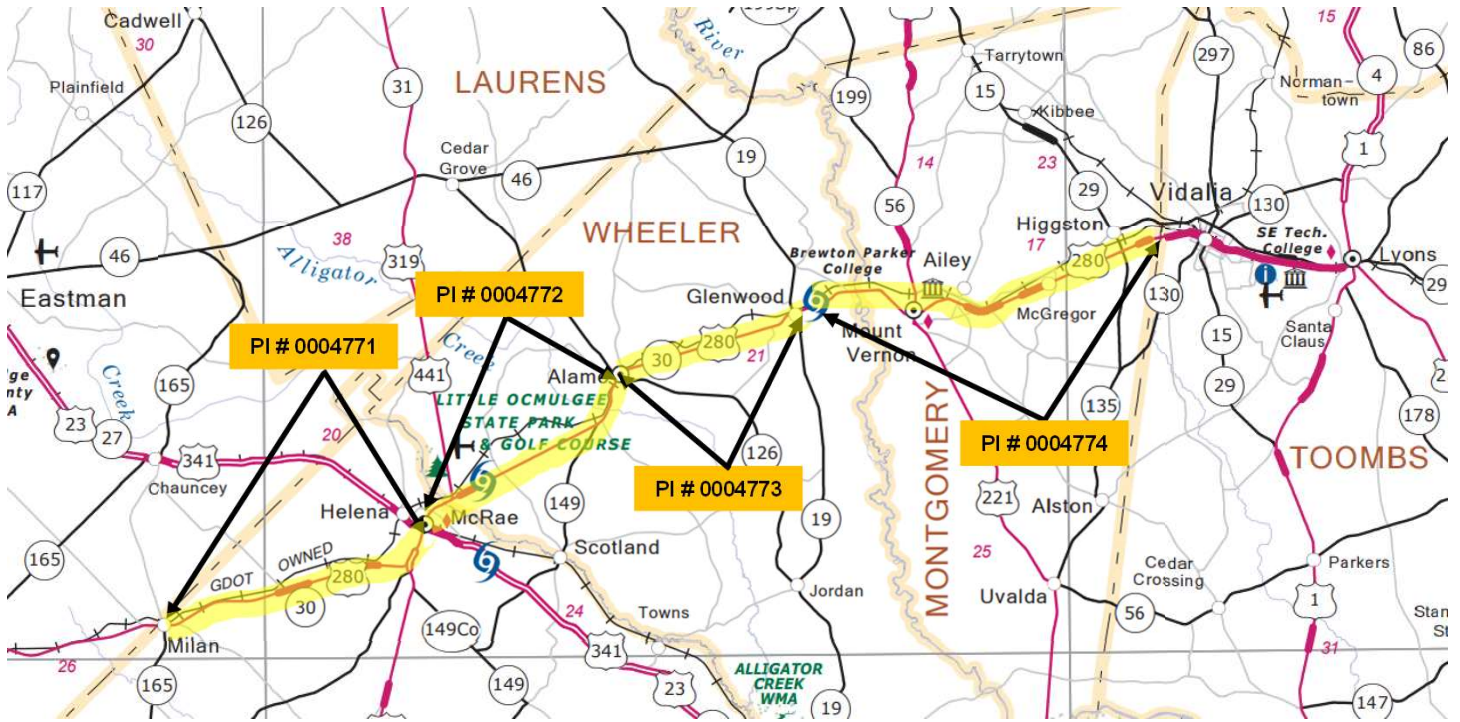 Cadwell
30
Plainfield
126
117
46
Eastman
LAURENS
31
Cedar
Grove
46
38
Alligator
Creek
319
441
River
19
199
Tarrytown
15
Kibbee
14
23
29
56
297
Norman-
town
15
86
4
1
Vidalia
130
SE Tech.
College
Lyons
WHEELER
Brewton Parker
College
Ailey
Higgston
17
280
McGregor
Glenwood
Mount
Vernon
PI # 0004772
PI # 0004771
280
30
21
Alamo
LITTLE OCMULGEE
STATE PARK
& GOLF COURSE
Creek
165
23
27
341
Chauncey
20
Helena
McRae
126
149
Scotland
PI # 0004773
PI # 0004774
MONTGOMERY
221
135
Alston
130
15
29
Santa
Claus
178
TOOMBS
165
GDOT OWNED
280
30
Milan
26
165
149Co
149
24
341
23
Towns
19
Jordan
25
Uvalda
Cedar
Crossing
56
Parkers
1
31
147
ALLIGATOR
CREEK
WMA
19